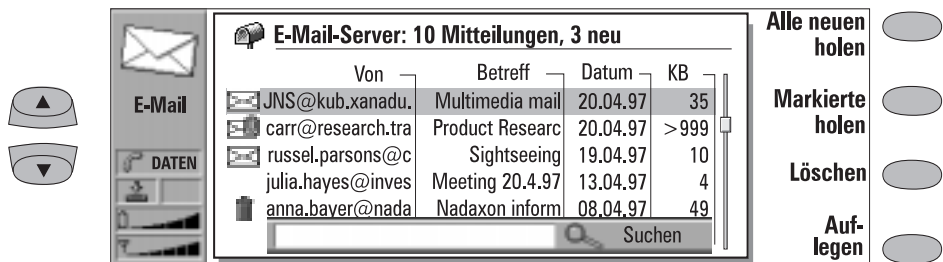 E-Mail-Server: 10 Mitteilungen, 3 neu
Von Betreff Datum KB
JNS@kub.xanadu. Multimedia mail 20.04.97 35
carr@research.tra Product Researc 20.04.97 >999
russel.parsons@c Sightseeing 19.04.97 10
julia.hayes@inves Meeting 20.4.97 13.04.97 4
anna.bayer@nada Nadaxon inform 08.04.97 49
Suchen
E-Mail
DATEN
Alle neuen
holen
Markierte
holen
Löschen
Auf-
legen